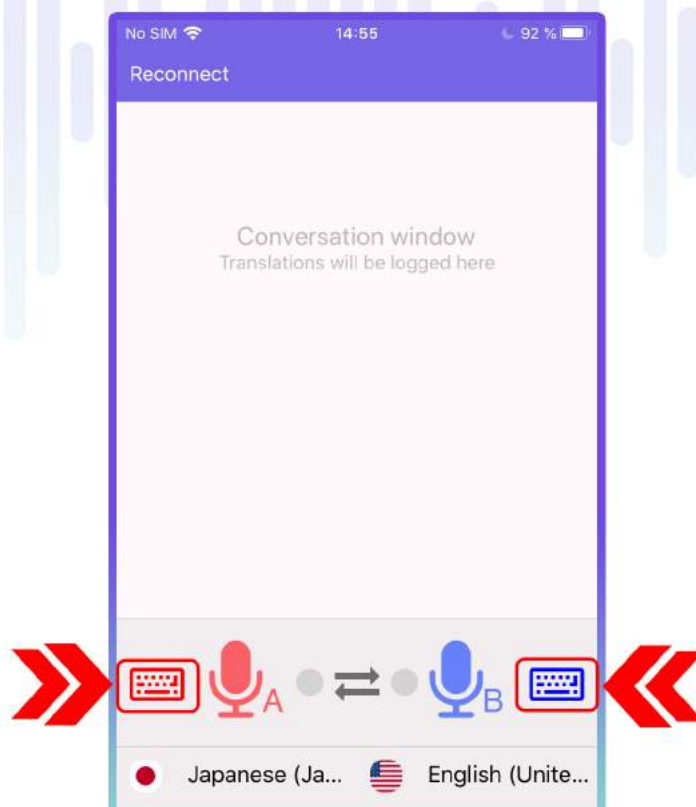 No SIM 14:55 92 %
Reconnect
Conversation window
Translations will be logged here
A B
Japanese (Ja... English (Unite...